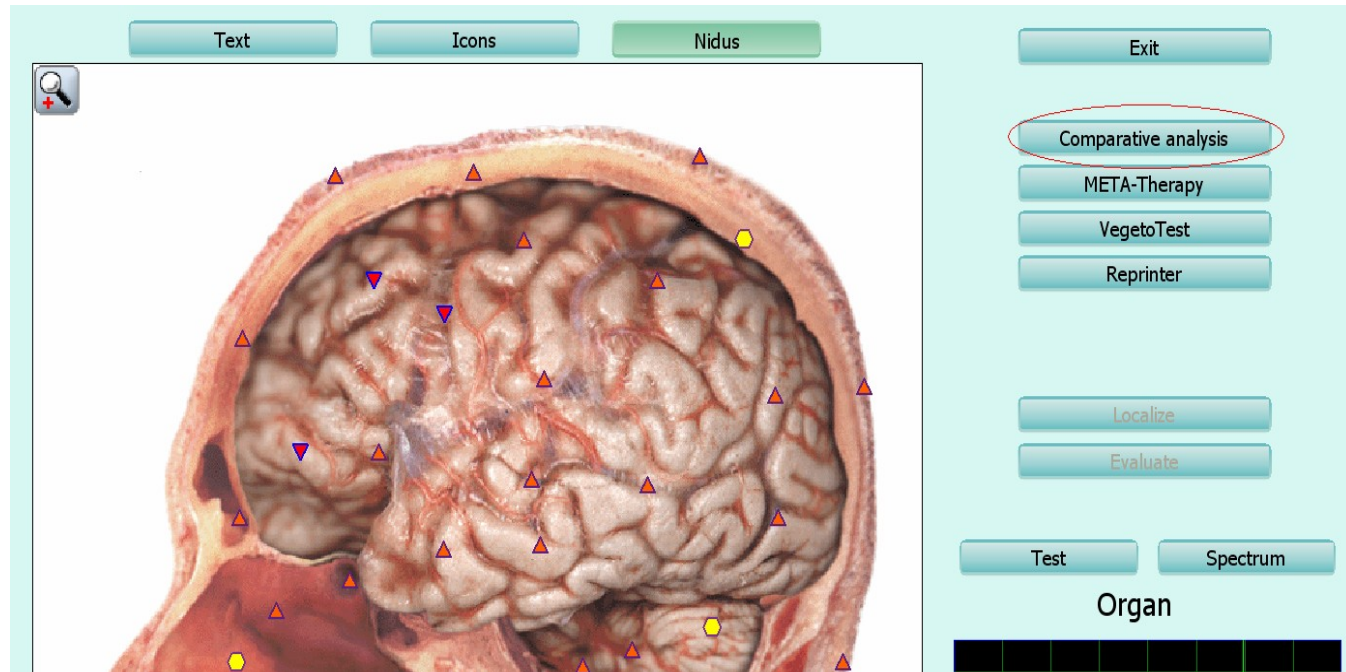 Text
Icons
Nidus
Exit
Comparative analysis
META-Therapy
VegetoTest
Reprinter
Localize
Evaluate
Test
Spectrum
Organ